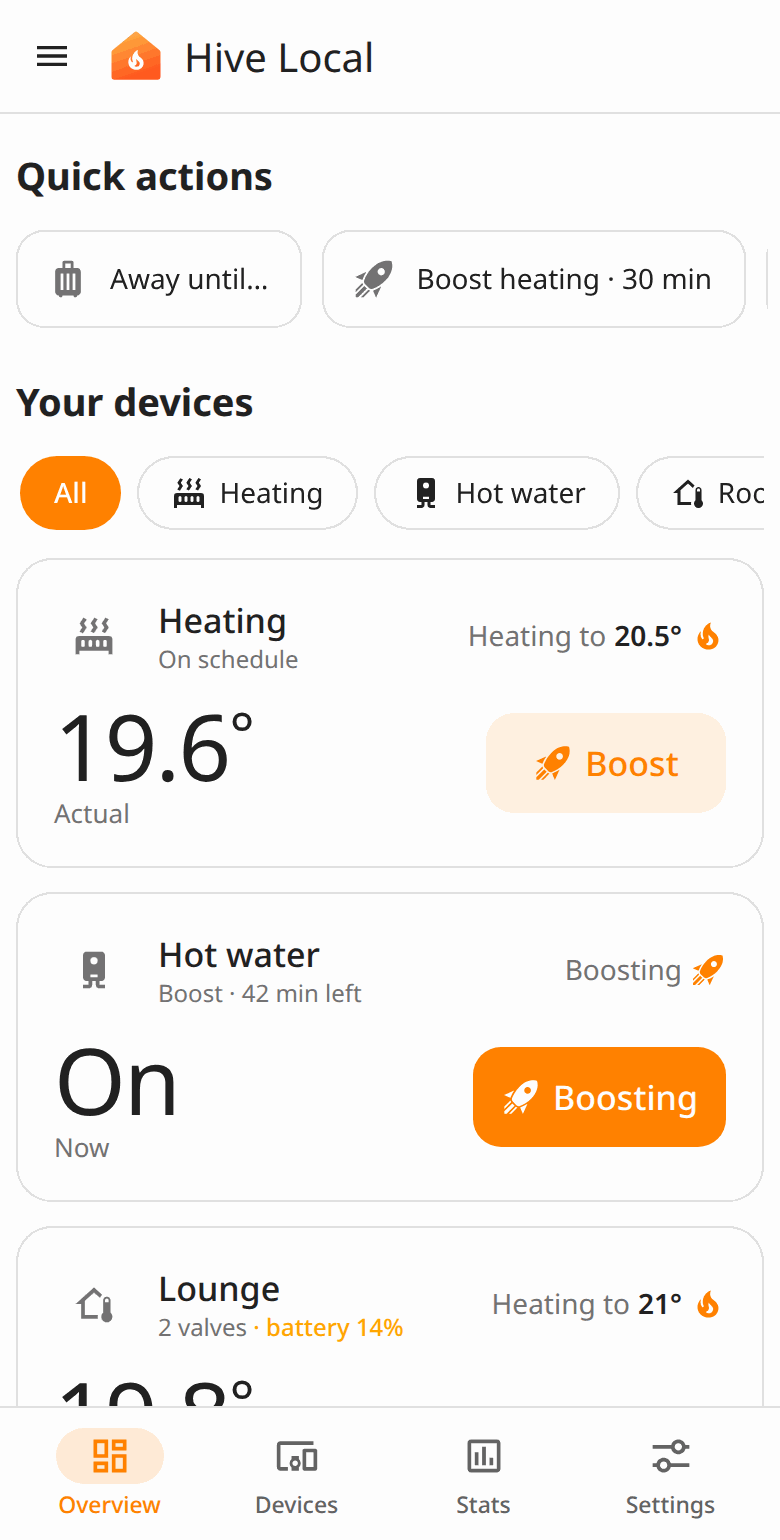 Hive Local
Quick actions
Away until...
Boost heating · 30 min
Your devices
All
Heating
Hot water
Heating
On schedule
Heating to 20.5°
19.6°
Boost
Actual
Hot water
Boost · 42 min left
Boosting
On
Boosting
Now
Lounge
2 valves · battery 14%
Heating to 21°
Overview
Devices
Stats
Settings